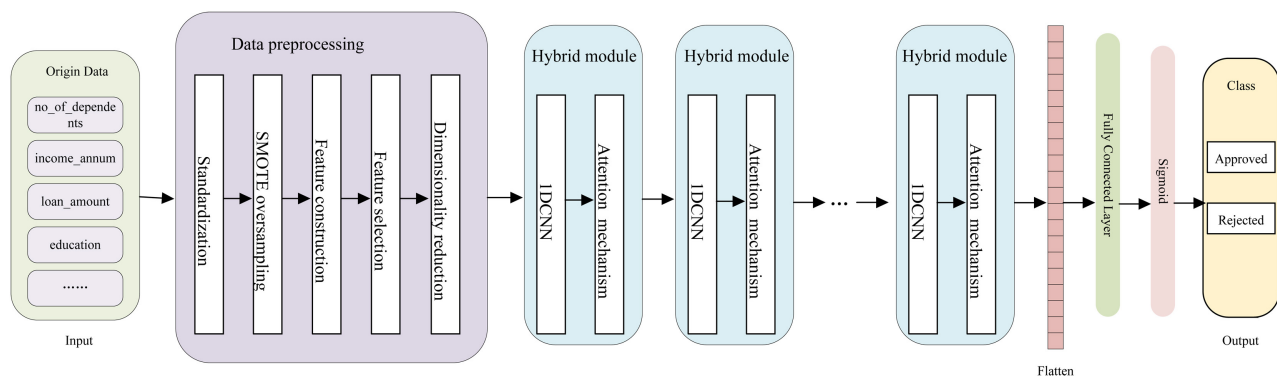 Origin Data
no_of_depende
nts
income_annum
loan_amount
education
……
Input
Data preprocessing
Standardization
SMOTE oversampling
Feature construction
Feature selection
Dimensionality reduction
Hybrid module
1DCNN
Attention mechanism
Hybrid module
1DCNN
Attention mechanism
...
Hybrid module
1DCNN
Attention mechanism
Flatten
Fully Connected Layer
Sigmoid
Class
Approved
Rejected
Output